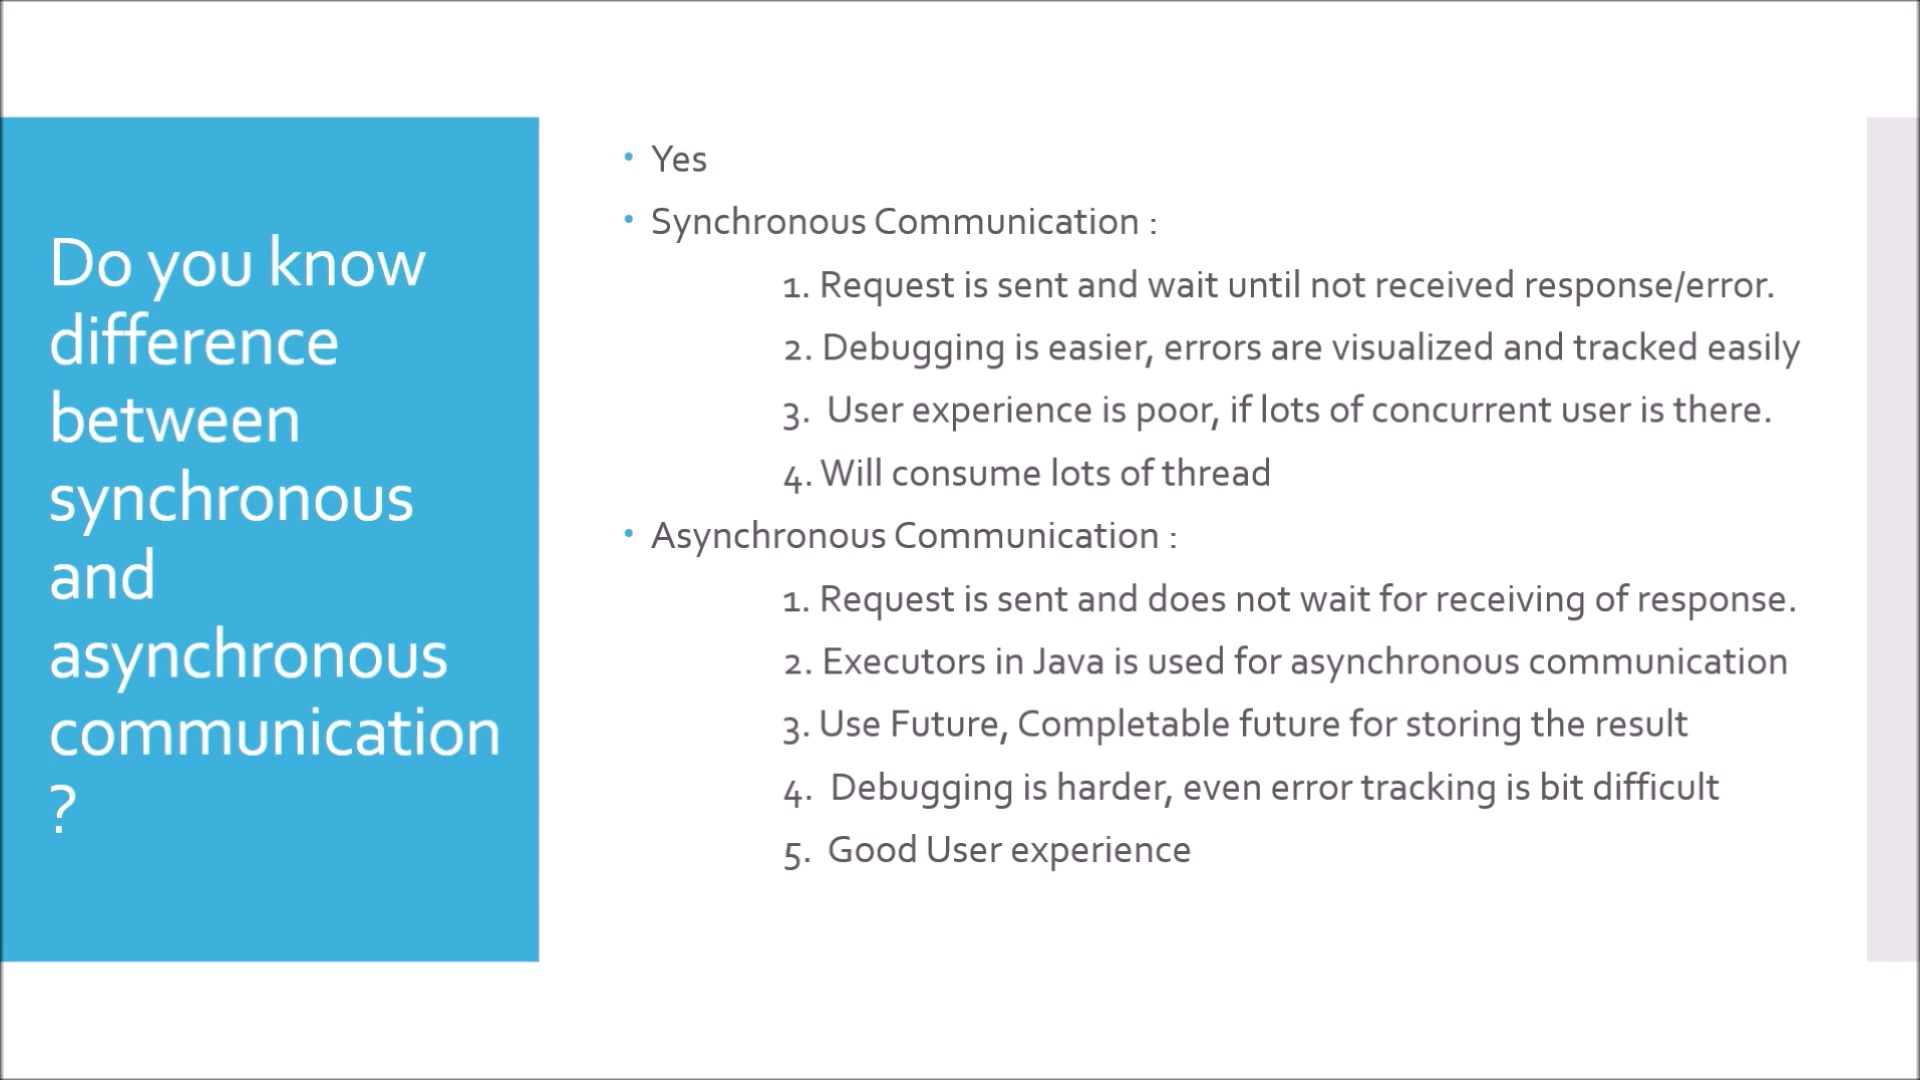 Do you know
difference
between
synchronous
and
asynchronous
communication
?
• Yes
• Synchronous Communication :
1. Request is sent and wait until not received response/error.
2. Debugging is easier, errors are visualized and tracked easily
3. User experience is poor, if lots of concurrent user is there.
4. Will consume lots of thread
• Asynchronous Communication :
1. Request is sent and does not wait for receiving of response.
2. Executors in Java is used for asynchronous communication
3. Use Future, Completable future for storing the result
4. Debugging is harder, even error tracking is bit difficult
5. Good User experience